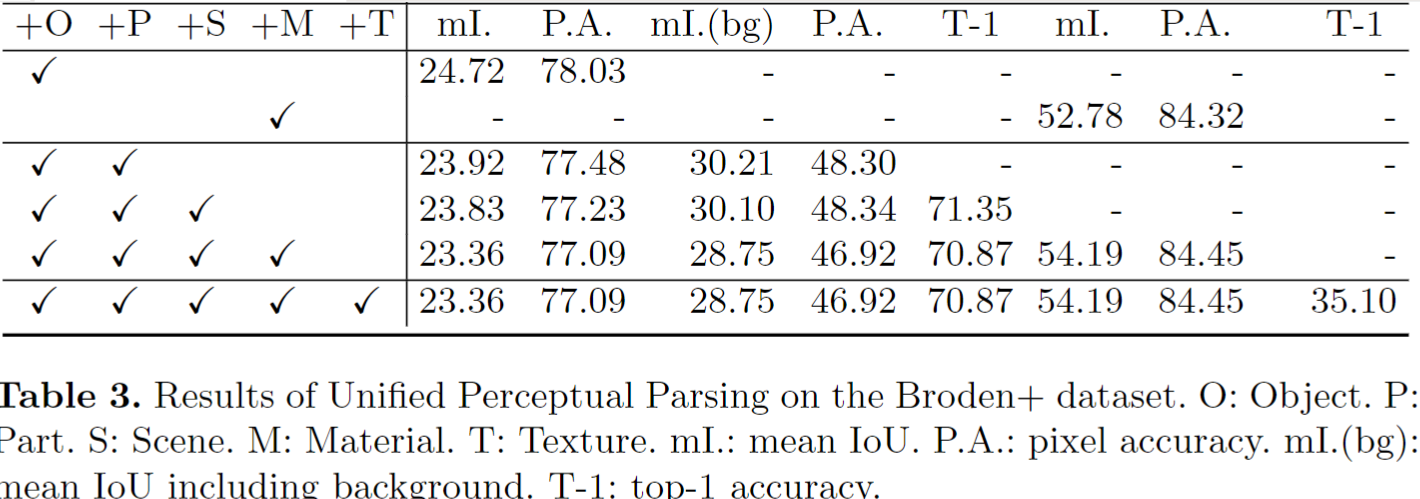 +O +P +S +M +T mI. P.A. mI.(bg) P.A. T-1 mI. P.A. T-1
✓ 24.72 78.03 - - - - - -
✓ - - - - - 52.78 84.32 -
✓ ✓ 23.92 77.48 30.21 48.30 - - - -
✓ ✓ ✓ 23.83 77.23 30.10 48.34 71.35 - - -
✓ ✓ ✓ ✓ 23.36 77.09 28.75 46.92 70.87 54.19 84.45 -
✓ ✓ ✓ ✓ ✓ 23.36 77.09 28.75 46.92 70.87 54.19 84.45 35.10
Table 3. Results of Unified Perceptual Parsing on the Broden+ dataset. O: Object. P:
Part. S: Scene. M: Material. T: Texture. mI.: mean IoU. P.A.: pixel accuracy. mI.(bg):
mean IoU including background. T-1: top-1 accuracy.